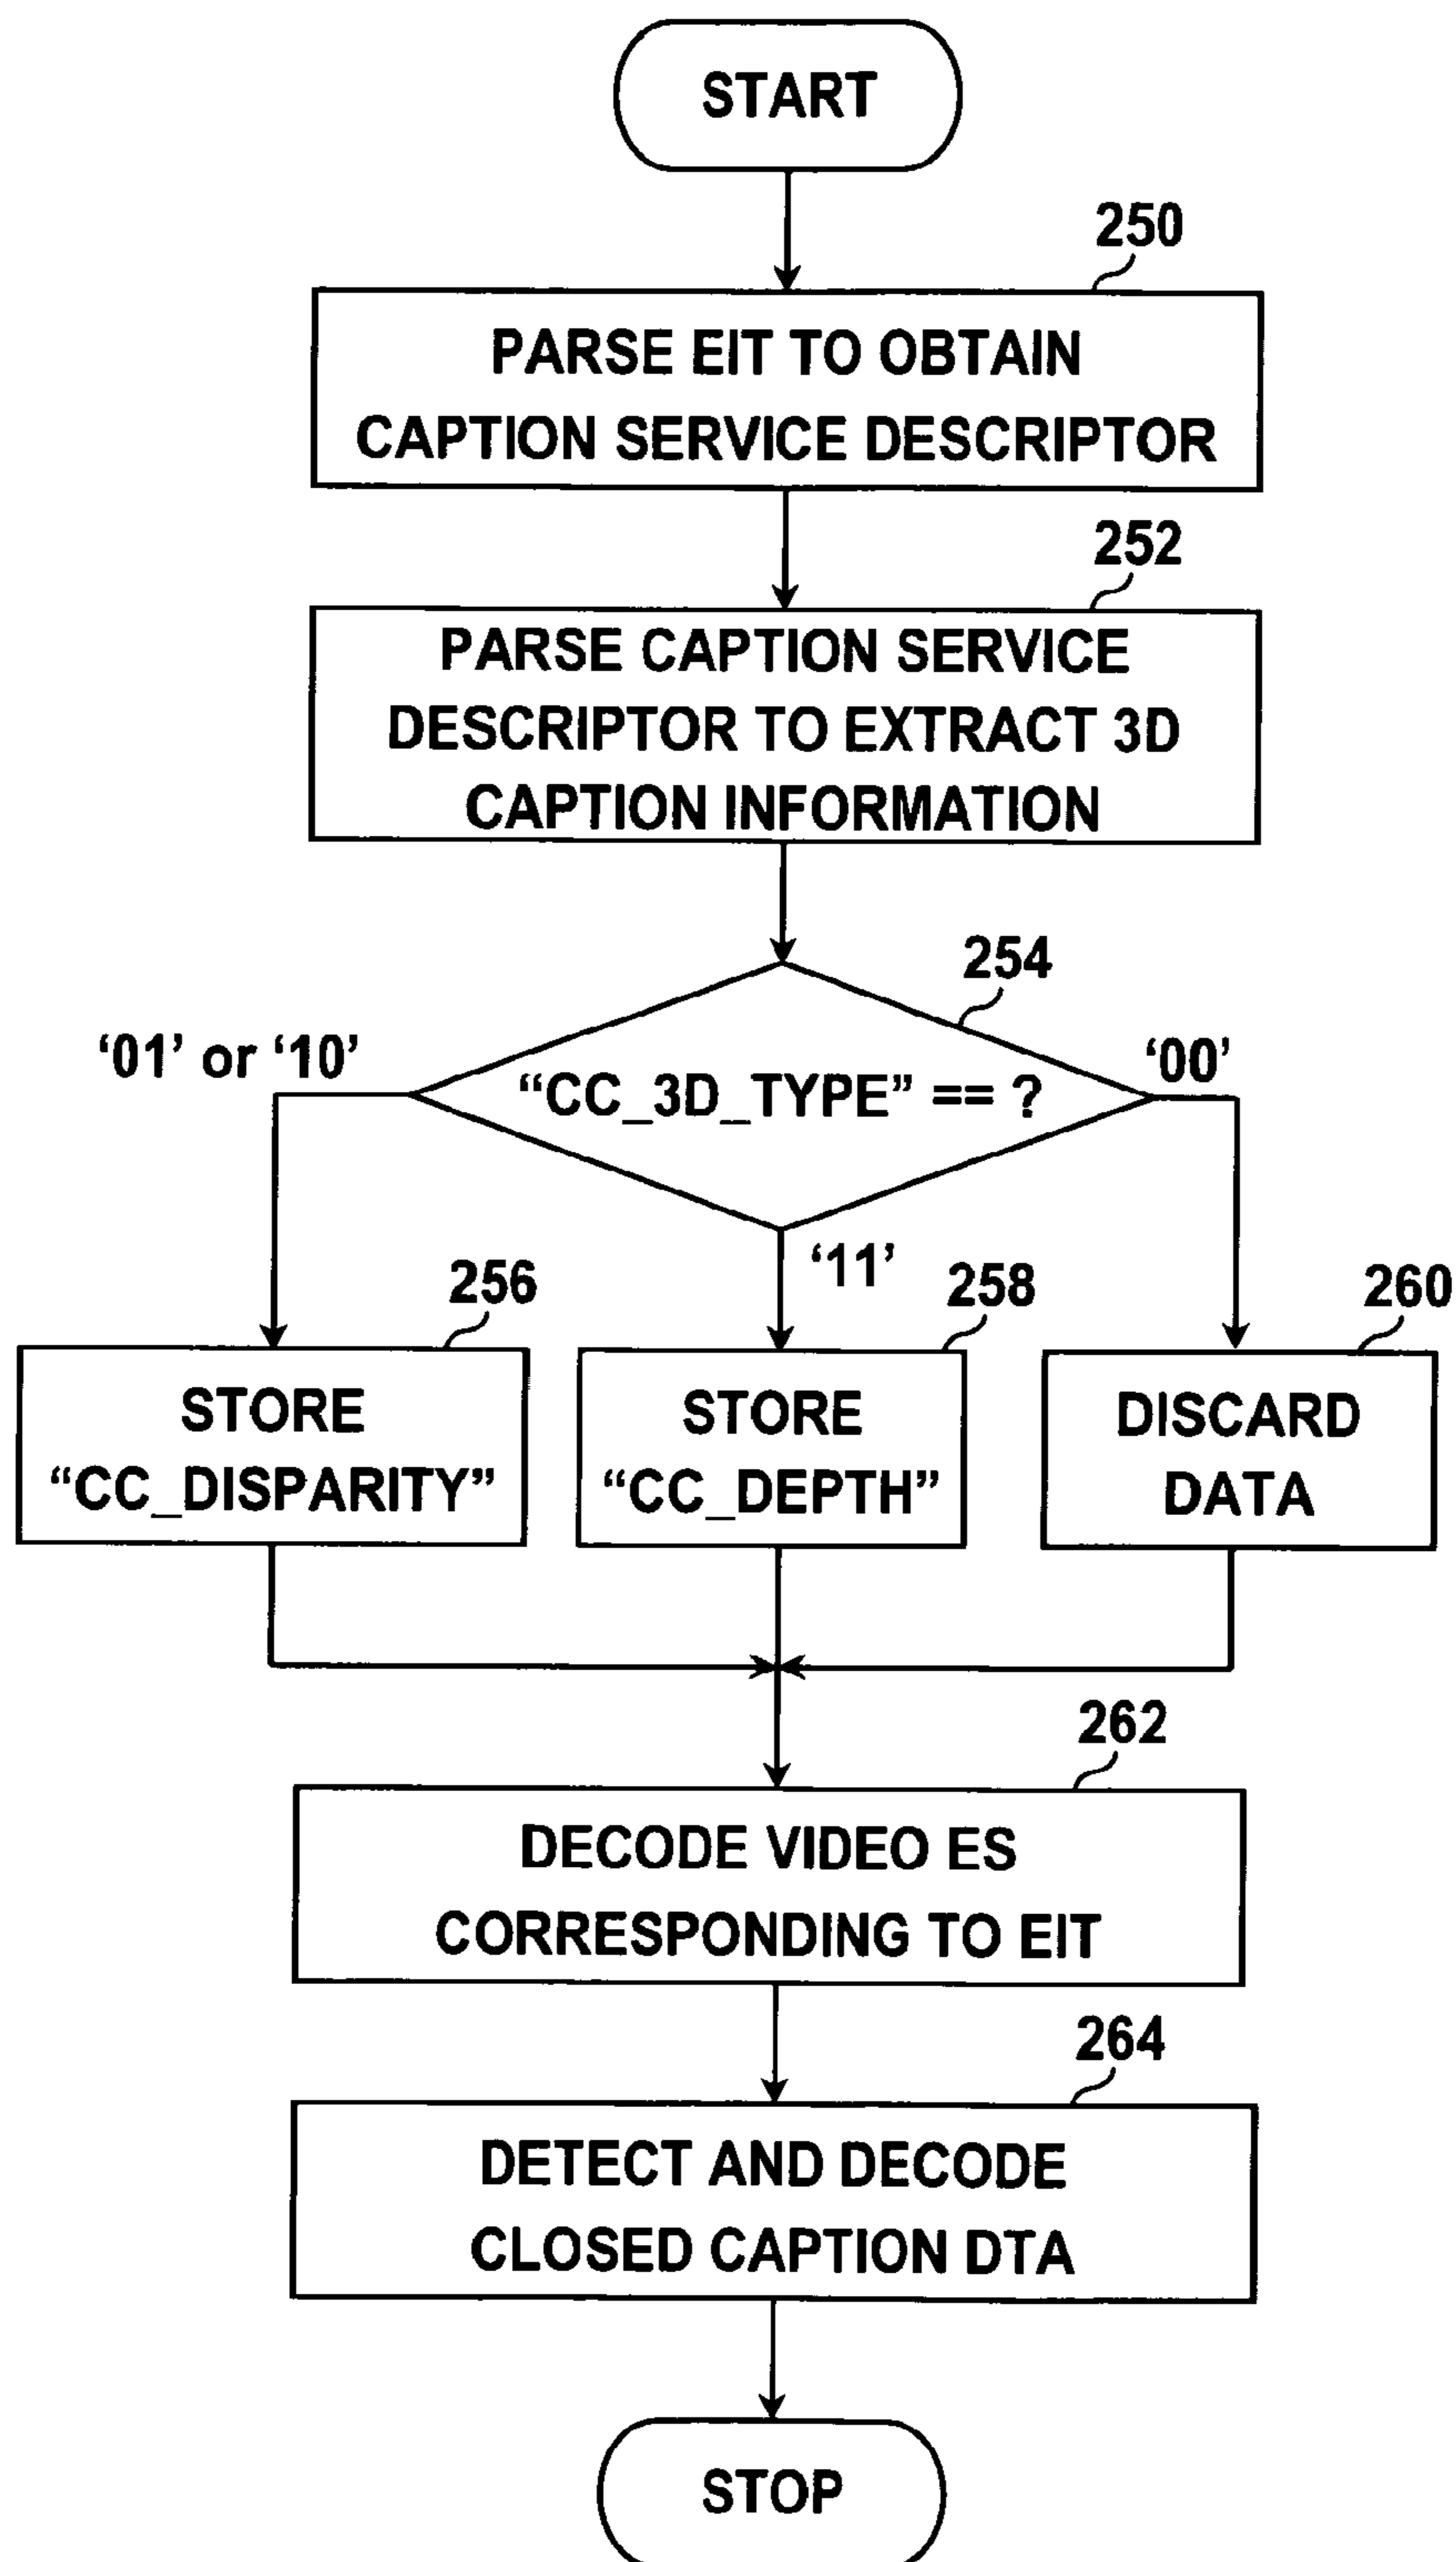 START
250
PARSE EIT TO OBTAIN
CAPTION SERVICE DESCRIPTOR
252
PARSE CAPTION SERVICE
DESCRIPTOR TO EXTRACT 3D
CAPTION INFORMATION
254
‘01’ or ‘10’
“CC_3D_TYPE” == ?
‘00’
‘11’
256
STORE
“CC_DISPARITY”
258
STORE
“CC_DEPTH”
260
DISCARD
DATA
262
DECODE VIDEO ES
CORRESPONDING TO EIT
264
DETECT AND DECODE
CLOSED CAPTION DTA
STOP